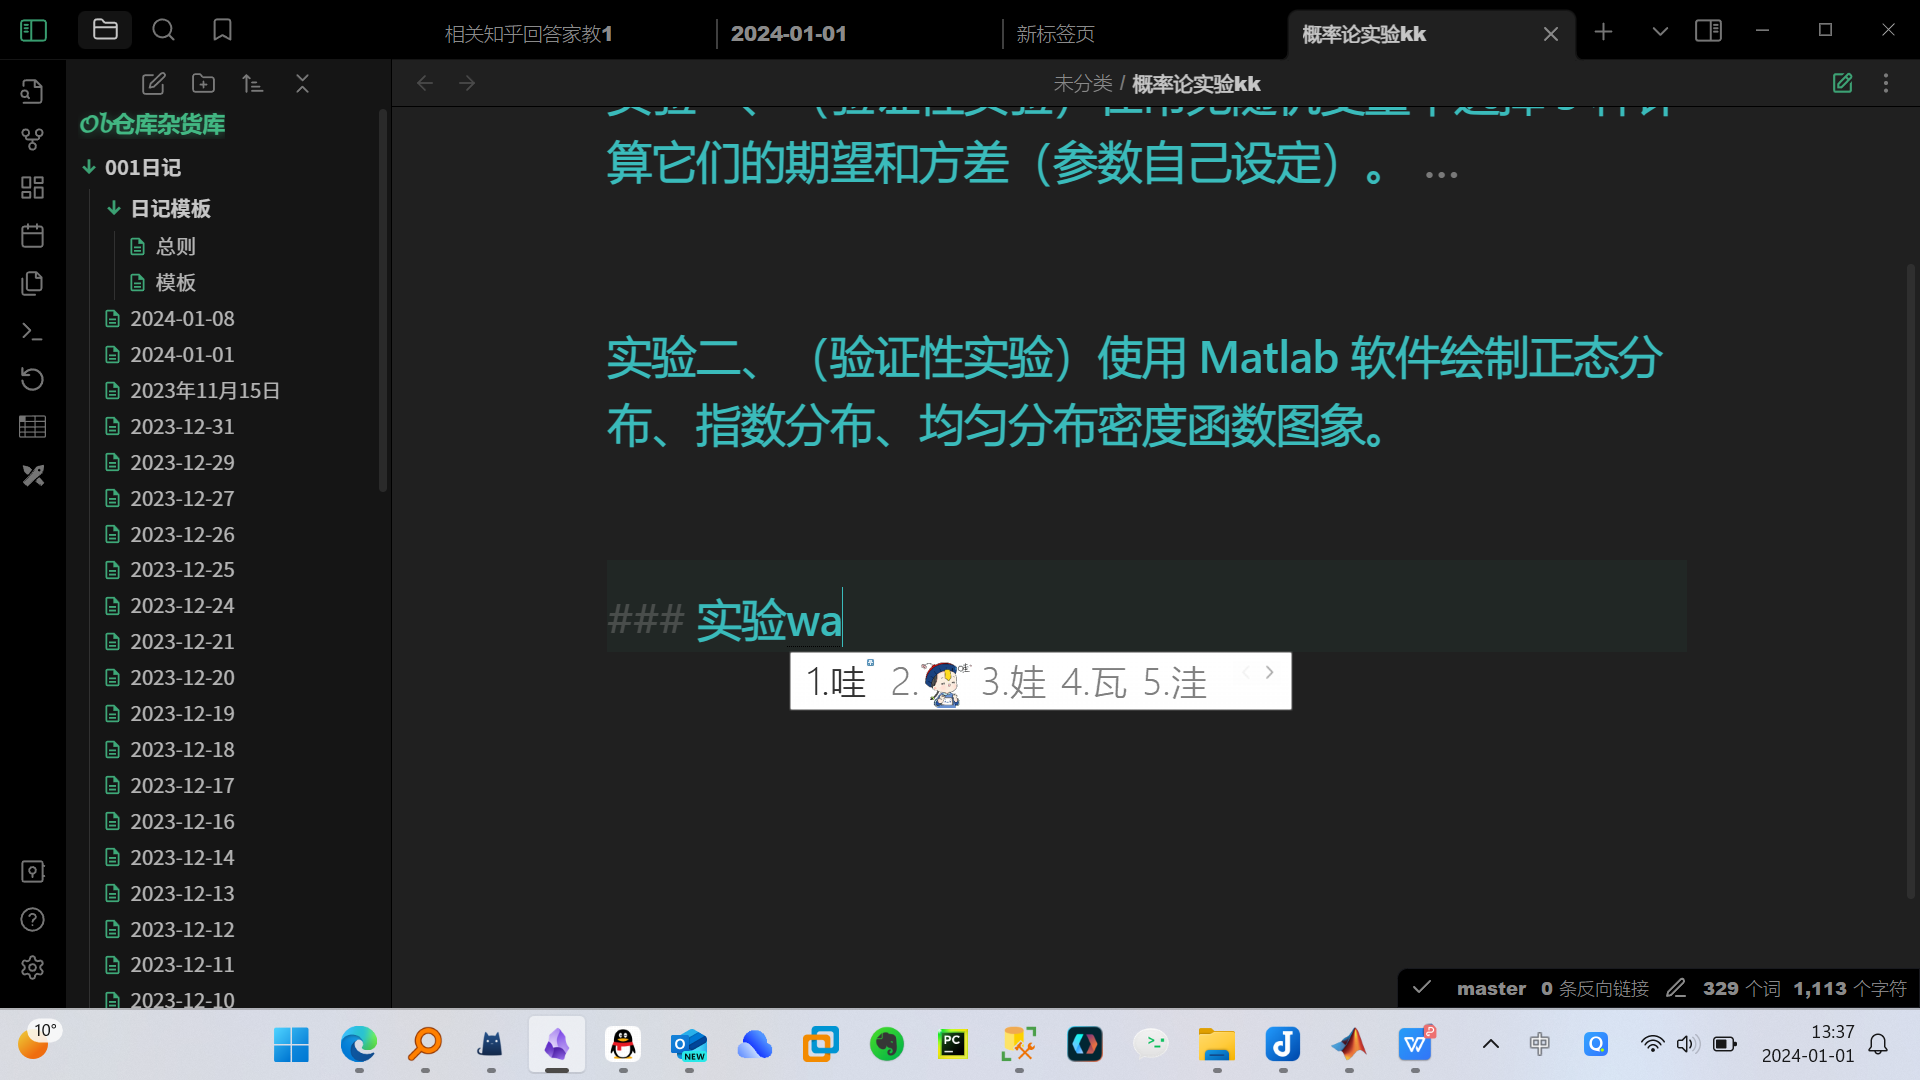 相关知乎回答家教1
2024-01-01
新标签页
概率论实验kk
未分类 / 概率论实验kk
Ob仓库杂货库
001日记
日记模板
总则
模板
2024-01-08
2024-01-01
2023年11月15日
2023-12-31
2023-12-29
2023-12-27
2023-12-26
2023-12-25
2023-12-24
2023-12-21
2023-12-20
2023-12-19
2023-12-18
2023-12-17
2023-12-16
2023-12-14
2023-12-13
2023-12-12
2023-12-11
2023-12-10
算它们的期望和方差（参数自己设定）。 ...
实验二、（验证性实验）使用 Matlab 软件绘制正态分
布、指数分布、均匀分布密度函数图象。
### 实验wa
1.哇 2. 3.娃 4.瓦 5.洼
master 0 条反向链接 329 个词 1,113 个字符
10°
NEW
PC
中
13:37
2024-01-01